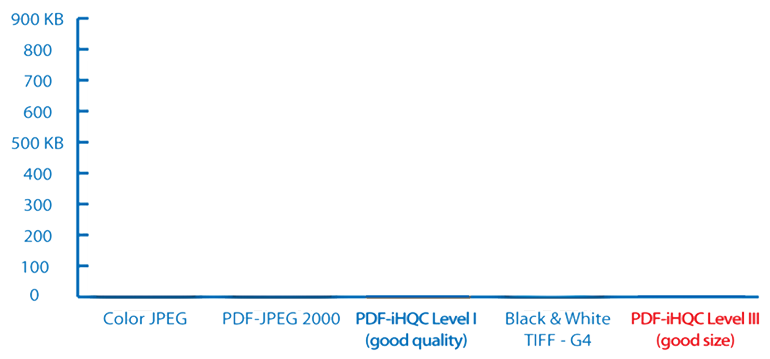 900 KB
800
700
600
500 KB
400
300
200
100
0
Color JPEG
PDF-JPEG 2000
PDF-iHQC Level I
(good quality)
Black & White
TIFF - G4
PDF-iHQC Level III
(good size)